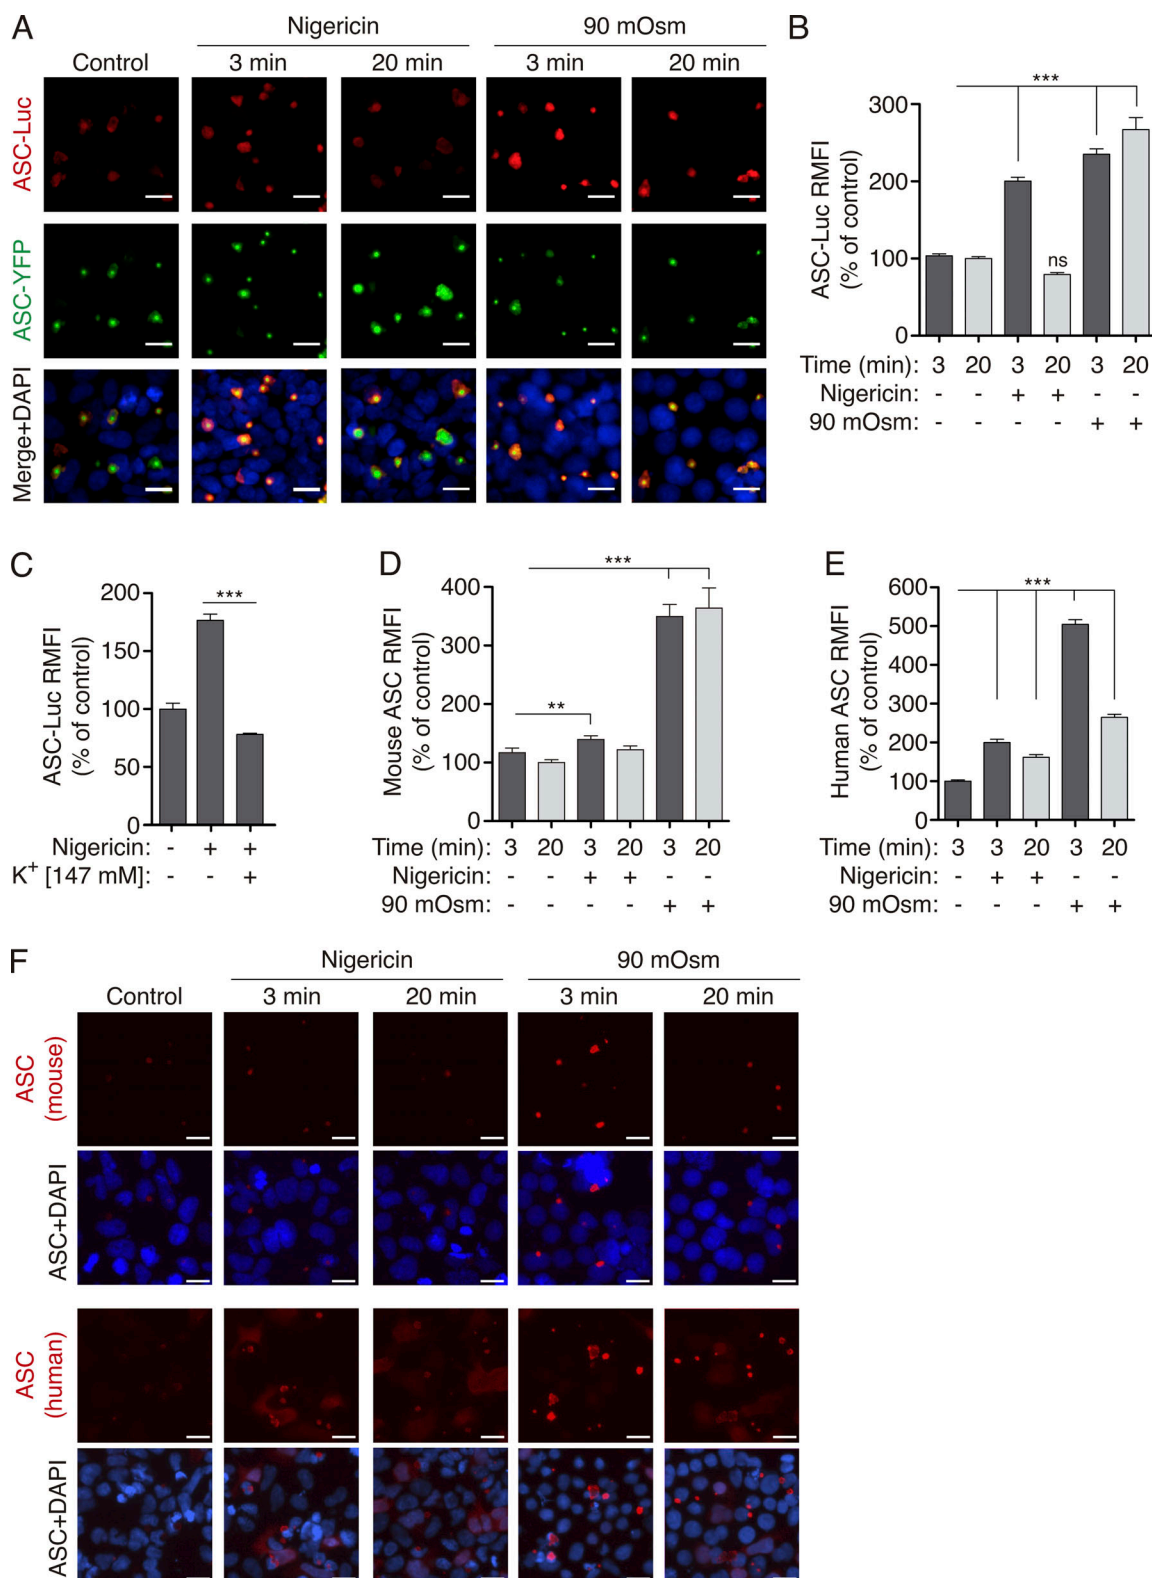 A
Nigericin
90 mOsm
Control
3 min
20 min
3 min
20 min
ASC-Luc
ASC-YFP
Merge+DAPI
B
ASC-Luc RMFI
(% of control)
300
200
100
0
***
ns
Time (min): 3 20 3 20 3 20
Nigericin: - - + + - -
90 mOsm: - - - - + +
C
ASC-Luc RMFI
(% of control)
200
150
100
50
0
***
Nigericin: - + +
K+ [147 mM]: - - +
D
Mouse ASC RMFI
(% of control)
400
300
200
100
0
***
**
Time (min): 3 20 3 20 3 20
Nigericin: - - + + - -
90 mOsm: - - - - + +
E
Human ASC RMFI
(% of control)
600
500
400
300
200
100
0
***
Time (min): 3 3 20 3 20
Nigericin: - + + - -
90 mOsm: - - - + +
F
Nigericin
90 mOsm
Control
3 min
20 min
3 min
20 min
ASC
(mouse)
ASC+DAPI
ASC
(human)
ASC+DAPI